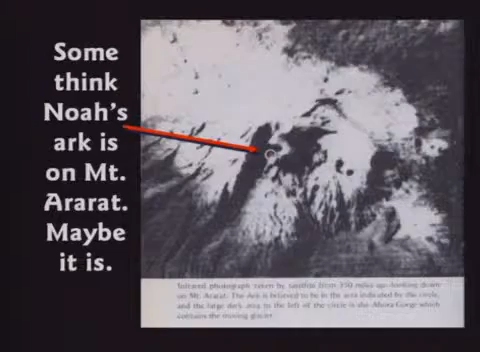 Some
think
Noah's
ark is
on Mt.
Ararat.
Maybe
it is.
Infrared photograph taken by satellite from 450 miles up—looking down
on Mt. Ararat. The Ark is believed to be in the area indicated by the circle,
and the large dark area to the left of the circle is the Ahora Gorge which
contains the moving glacier.